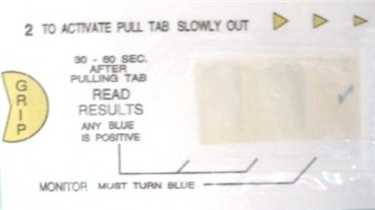 2 TO ACTIVATE PULL TAB SLOWLY OUT
GRIP
30 - 60 SEC.
AFTER
PULLING TAB
READ
RESULTS
ANY BLUE
IS POSITIVE
MONITOR MUST TURN BLUE